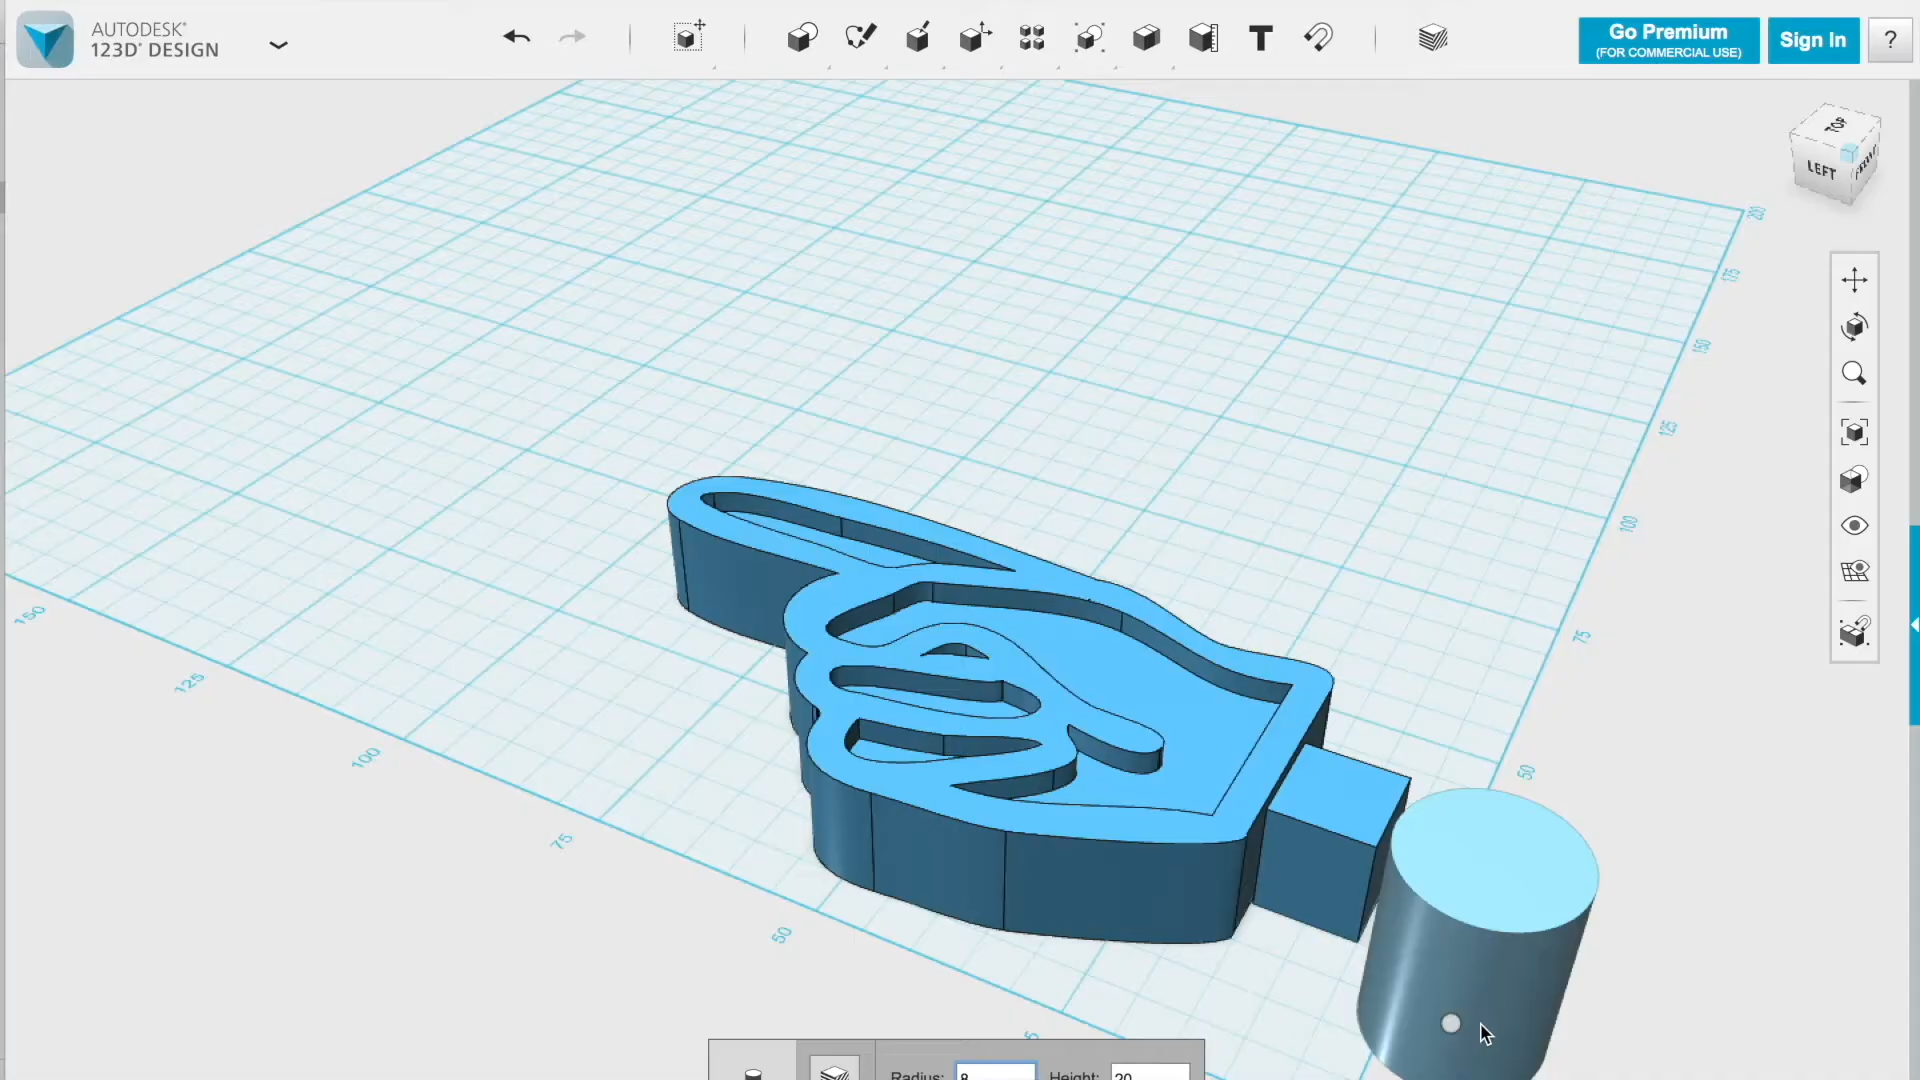 AUTODESK®
123D® DESIGN
Go Premium
(FOR COMMERCIAL USE)
Sign In
?
TOP
LEFT
FRONT
200
175
150
125
100
75
50
150
125
100
75
50
Radius: 8 Height: 20